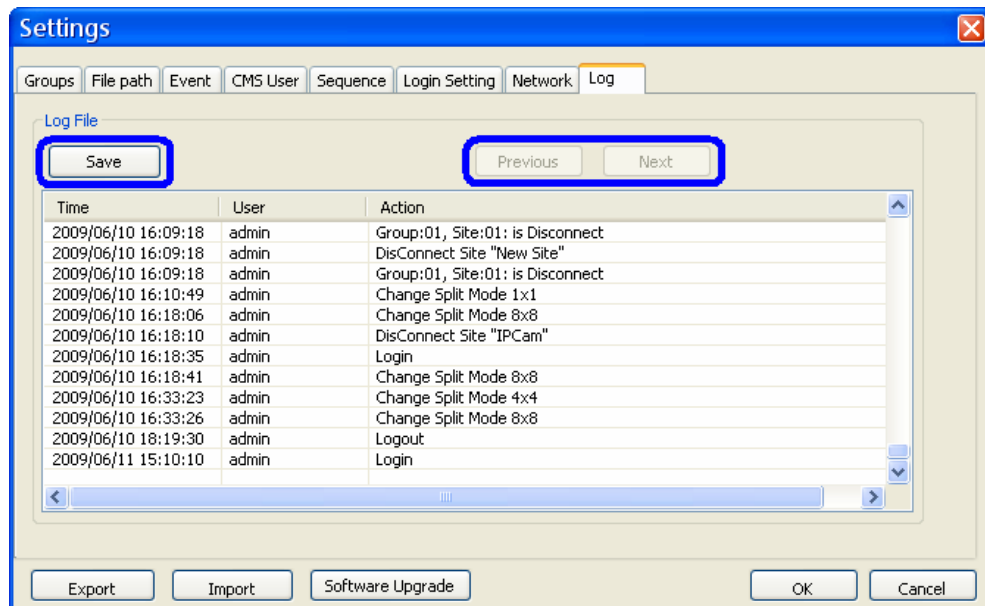 Settings
Groups File path Event CMS User Sequence Login Setting Network Log
Log File
Save Previous Next
Time User Action
2009/06/10 16:09:18 admin Group:01, Site:01: is Disconnect
2009/06/10 16:09:18 admin DisConnect Site "New Site"
2009/06/10 16:09:18 admin Group:01, Site:01: is Disconnect
2009/06/10 16:10:49 admin Change Split Mode 1x1
2009/06/10 16:18:06 admin Change Split Mode 8x8
2009/06/10 16:18:10 admin DisConnect Site "IPCam"
2009/06/10 16:18:35 admin Login
2009/06/10 16:18:41 admin Change Split Mode 8x8
2009/06/10 16:33:23 admin Change Split Mode 4x4
2009/06/10 16:33:26 admin Change Split Mode 8x8
2009/06/10 18:19:30 admin Logout
2009/06/11 15:10:10 admin Login
Export Import Software Upgrade OK Cancel